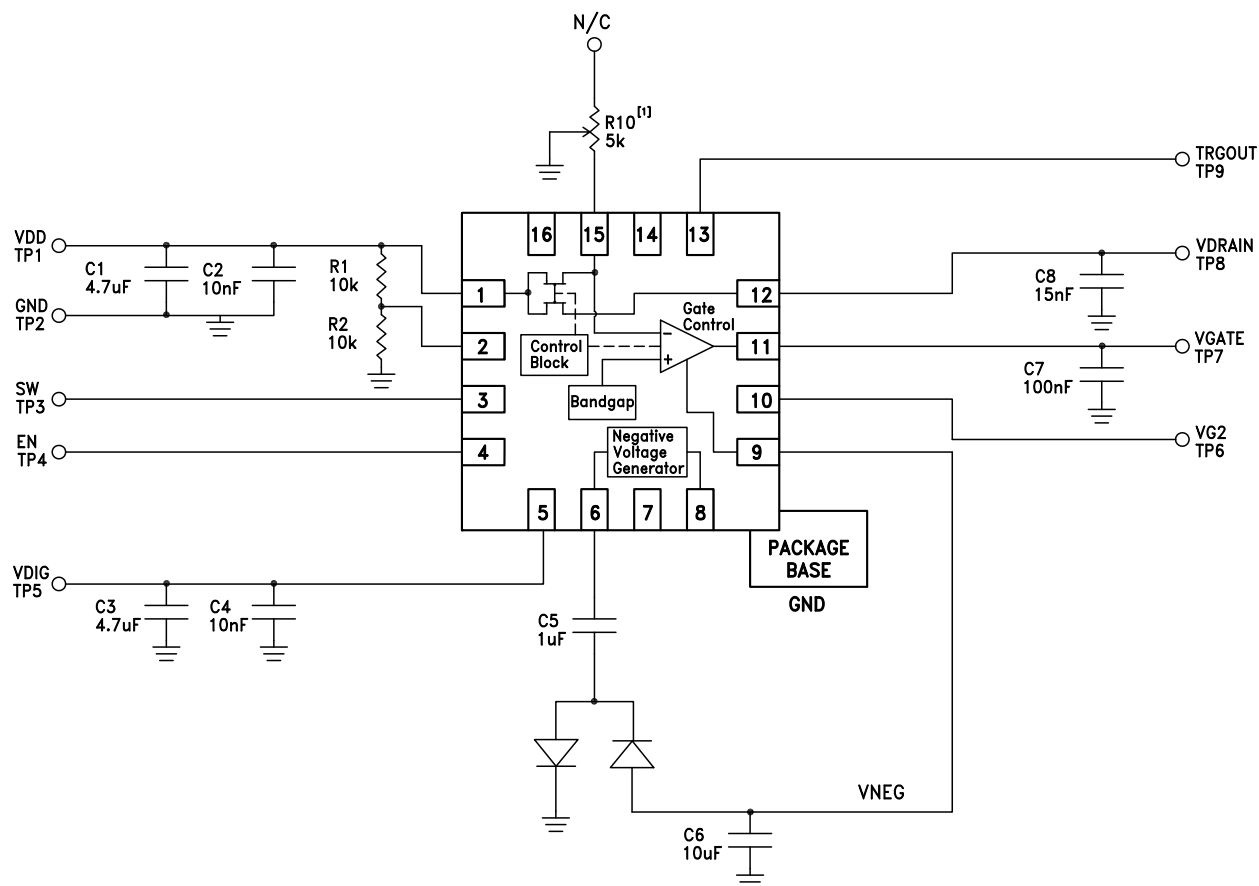 N/C
R10[1]
5k
TRGOUT
TP9
16
15
14
13
VDD
TP1
VDRAIN
TP8
C1
4.7uF
C2
10nF
R1
10k
C8
15nF
1
12
GND
TP2
Gate
Control
R2
10k
2
Control
Block
−
+
11
VGATE
TP7
C7
100nF
SW
TP3
3
Bandgap
10
VG2
TP6
EN
TP4
4
Negative
Voltage
Generator
9
5
6
7
8
PACKAGE
BASE
GND
VDIG
TP5
C3
4.7uF
C4
10nF
C5
1uF
VNEG
C6
10uF